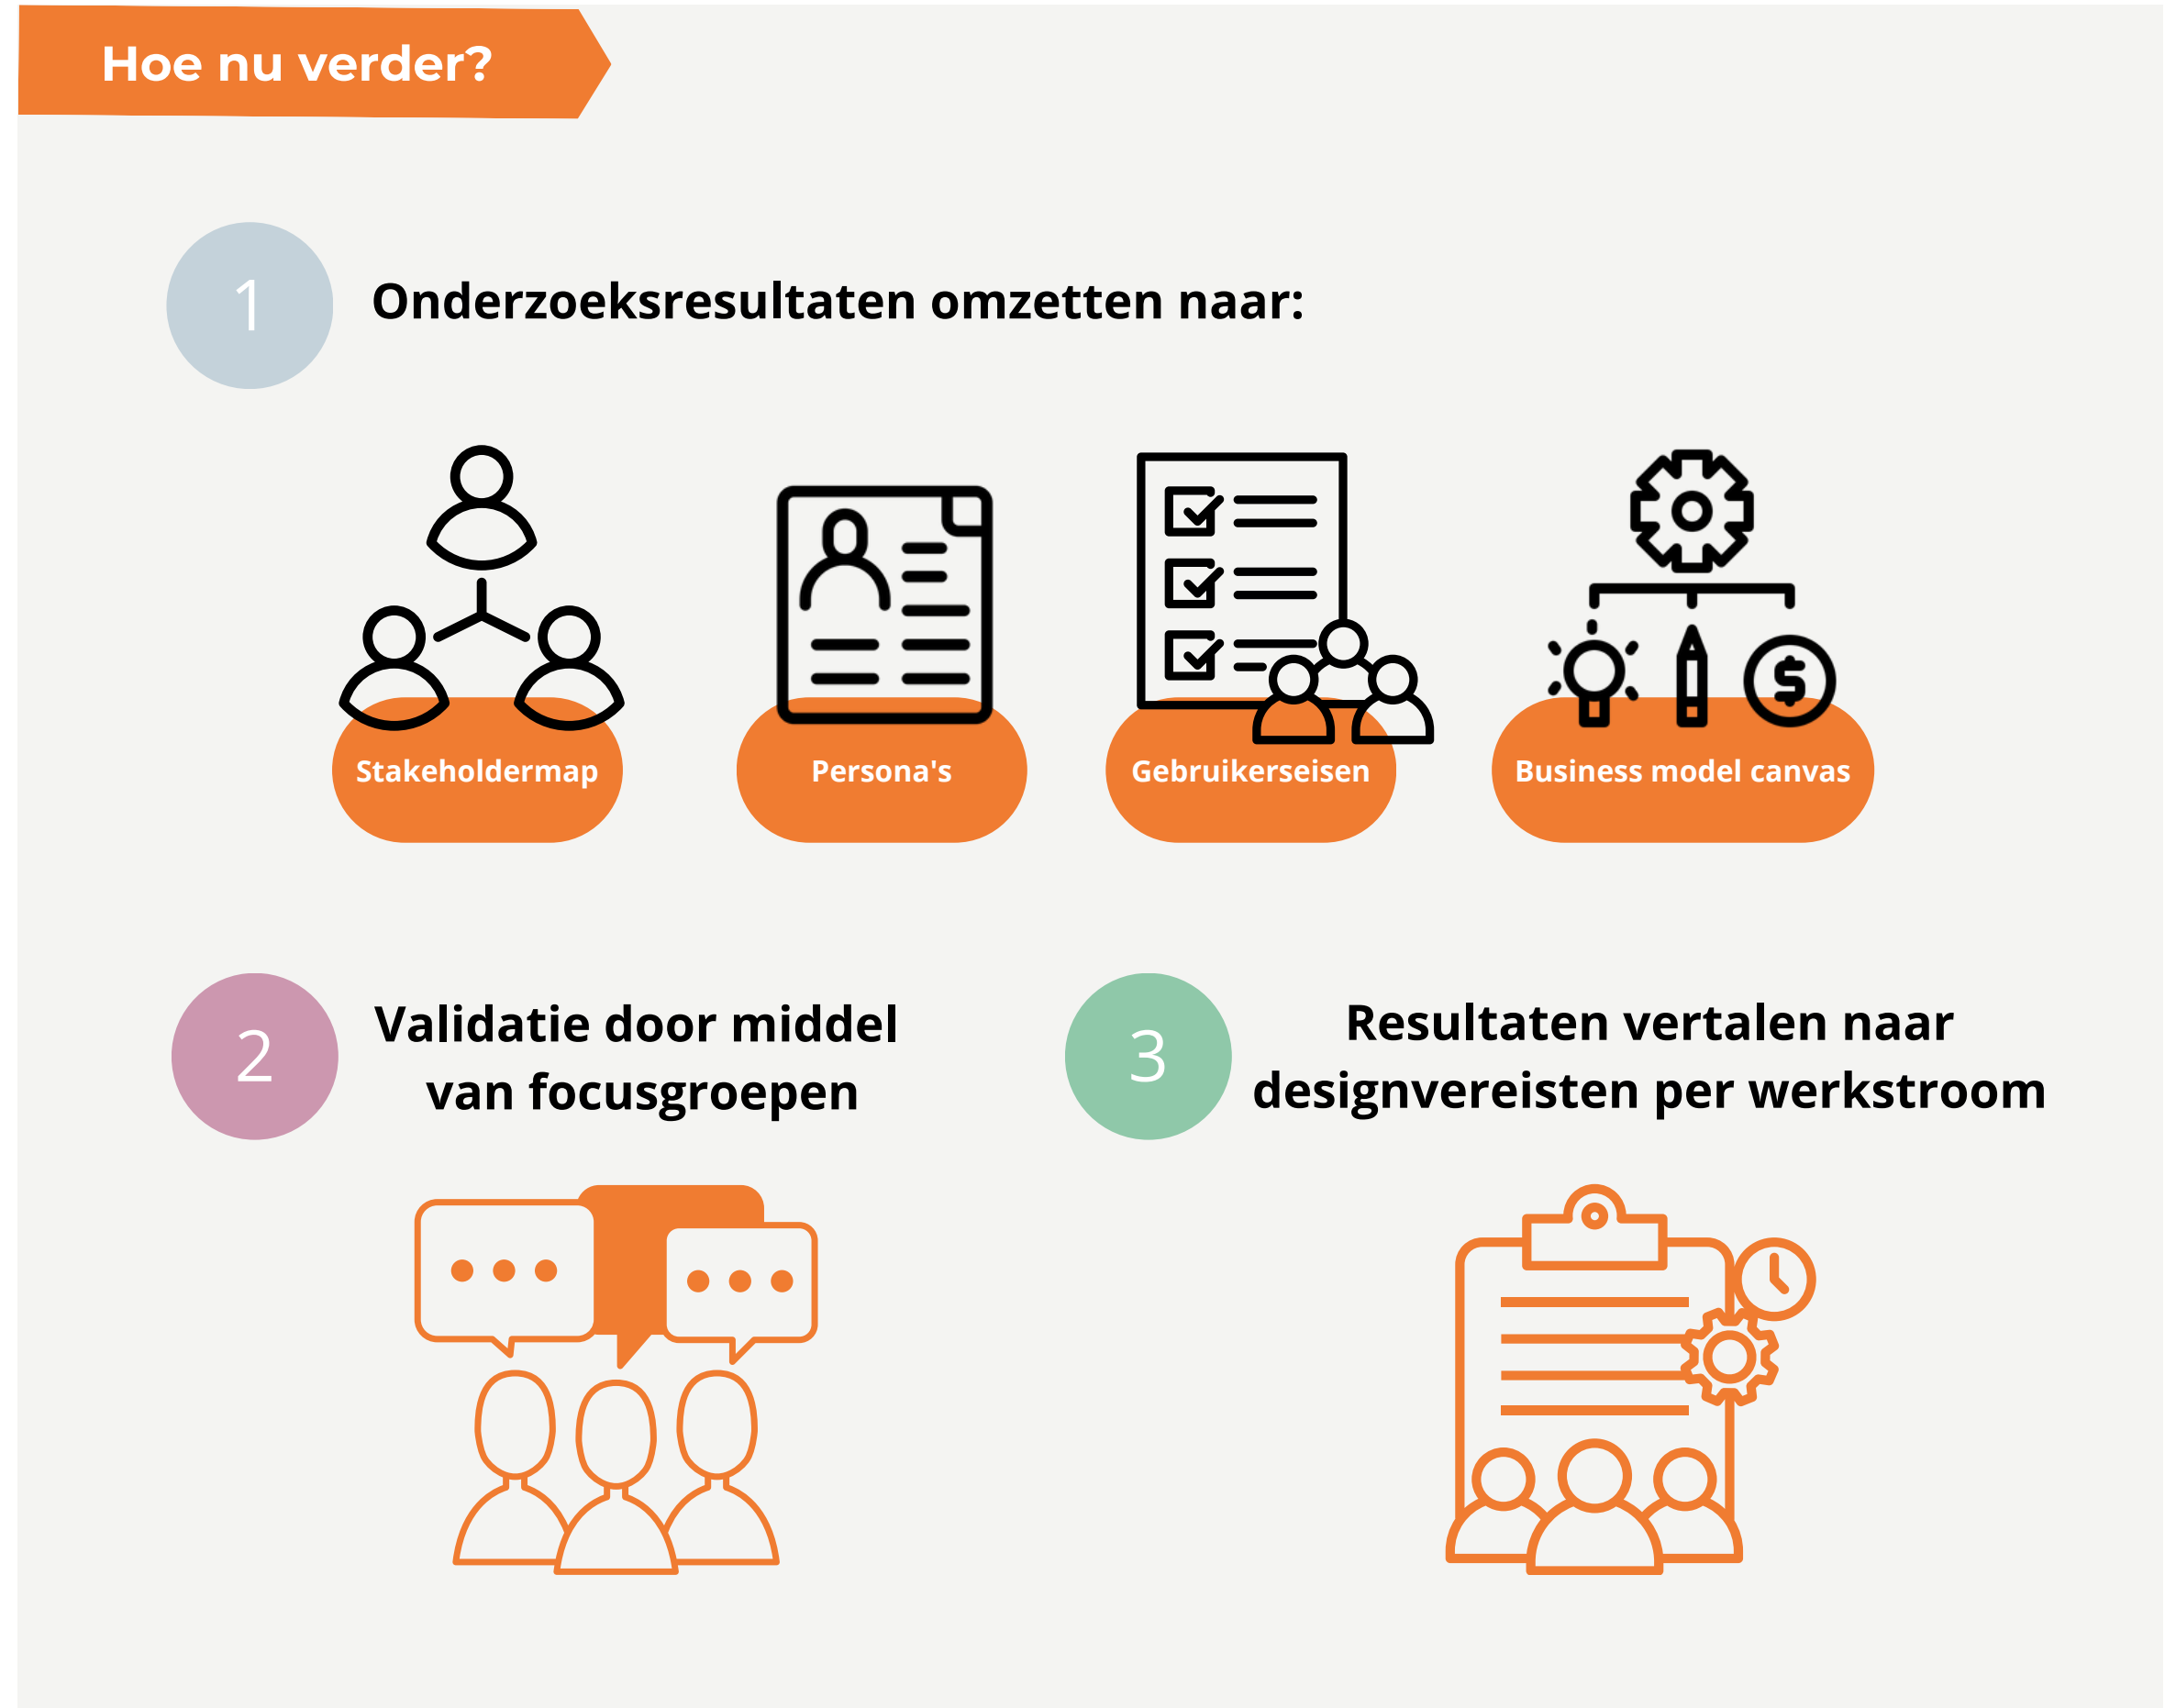 Hoe nu verder?
1
Onderzoeksresultaten omzetten naar:
Stakeholdermap
Persona's
Gebruikerseisen
Business model canvas
2
Validatie door middel
van focusgroepen
3
Resultaten vertalen naar
designvereisten per werkstroom